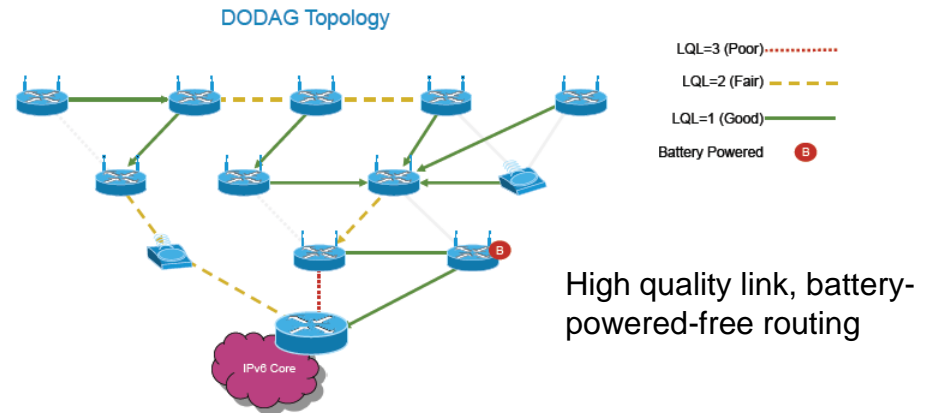 DODAG Topology
LQL=3 (Poor)
LQL=2 (Fair)
LQL=1 (Good)
Battery Powered B
B
High quality link, battery-
powered-free routing
IPv6 Core